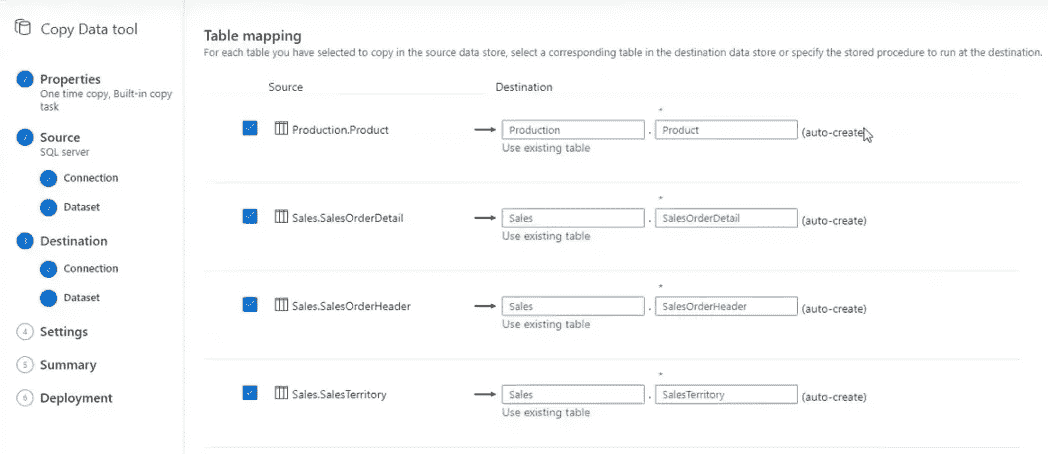 Copy Data tool
Properties
One time copy, Built-in copy
task
Source
SQL server
Connection
Dataset
3 Destination
Connection
Dataset
4 Settings
5 Summary
6 Deployment
Table mapping
For each table you have selected to copy in the source data store, select a corresponding table in the destination data store or specify the stored procedure to run at the destination.
Source Destination
*
Production.Product Production . Product (auto-create)
Use existing table
*
Sales.SalesOrderDetail Sales . SalesOrderDetail (auto-create)
Use existing table
*
Sales.SalesOrderHeader Sales . SalesOrderHeader (auto-create)
Use existing table
*
Sales.SalesTerritory Sales . SalesTerritory (auto-create)
Use existing table